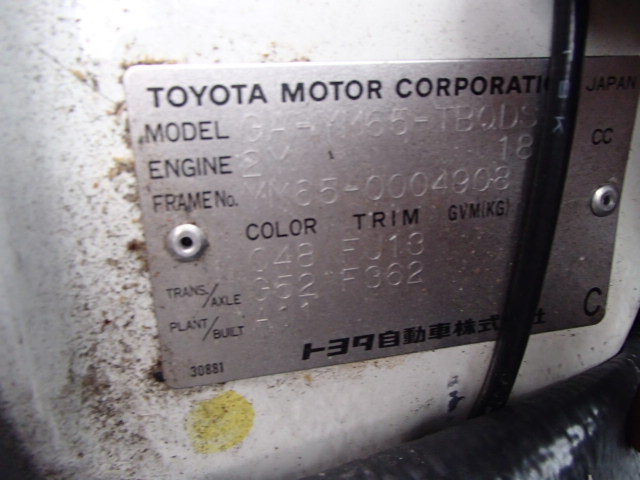 TOYOTA MOTOR CORPORATIO JAPAN
MODEL GA-YM65-TBQDS
ENGINE 2Y 18 CC
FRAME No. YM65-0004908
COLOR TRIM GVM(KG)
048 FJ13
TRANS./AXLE G52 F362
PLANT/BUILT
C
トヨタ自動車株式会社
30881